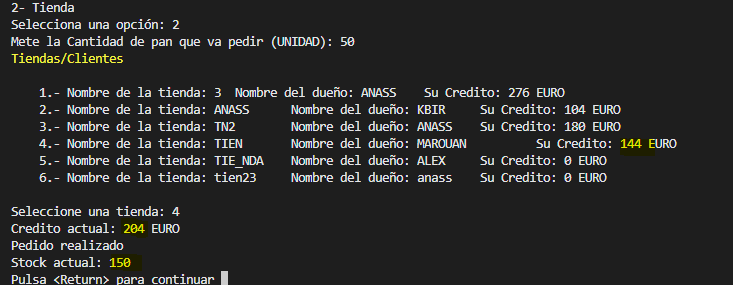 2- Tienda
Selecciona una opción: 2
Mete la Cantidad de pan que va pedir (UNIDAD): 50
Tiendas/Clientes
1.- Nombre de la tienda: 3 Nombre del dueño: ANASS Su Credito: 276 EURO
2.- Nombre de la tienda: ANASS Nombre del dueño: KBIR Su Credito: 104 EURO
3.- Nombre de la tienda: TN2 Nombre del dueño: ANASS Su Credito: 180 EURO
4.- Nombre de la tienda: TIEN Nombre del dueño: MAROUAN Su Credito: 144 EURO
5.- Nombre de la tienda: TIE_NDA Nombre del dueño: ALEX Su Credito: 0 EURO
6.- Nombre de la tienda: tien23 Nombre del dueño: anass Su Credito: 0 EURO
Seleccione una tienda: 4
Credito actual: 204 EURO
Pedido realizado
Stock actual: 150
Pulsa <Return> para continuar